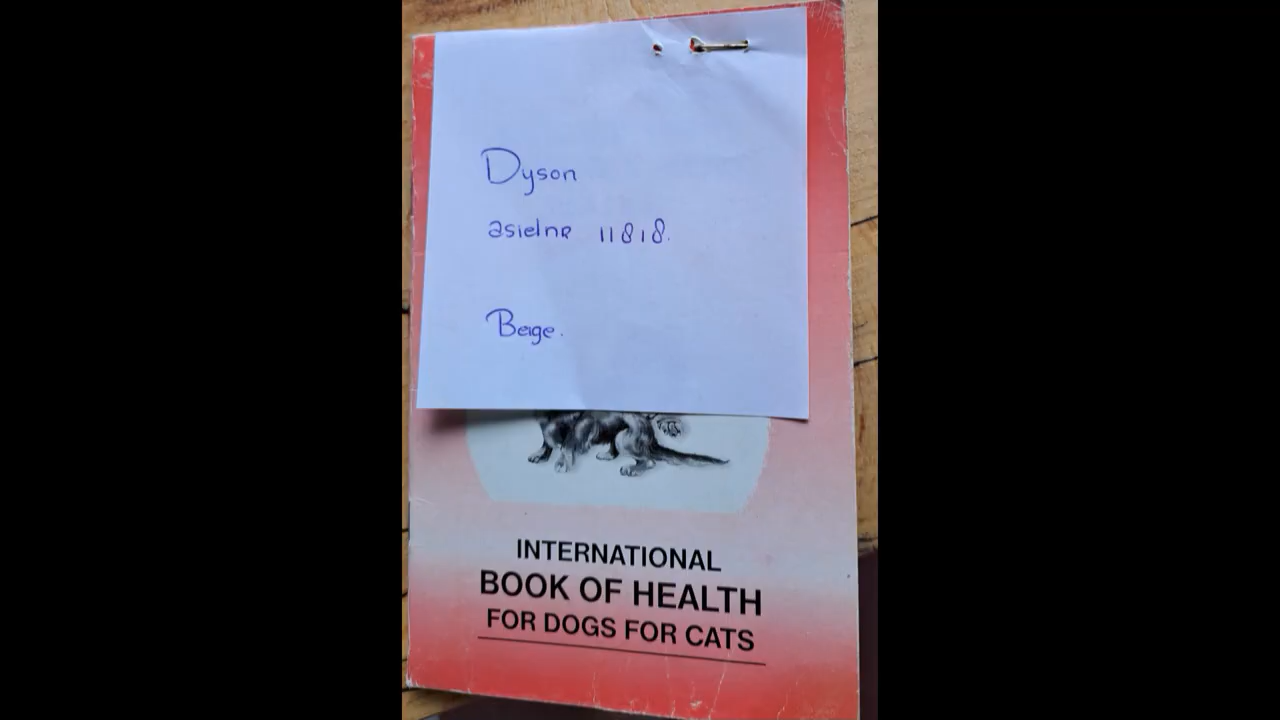 Dyson
asielnr 11818.
Beige.
INTERNATIONAL
BOOK OF HEALTH
FOR DOGS FOR CATS